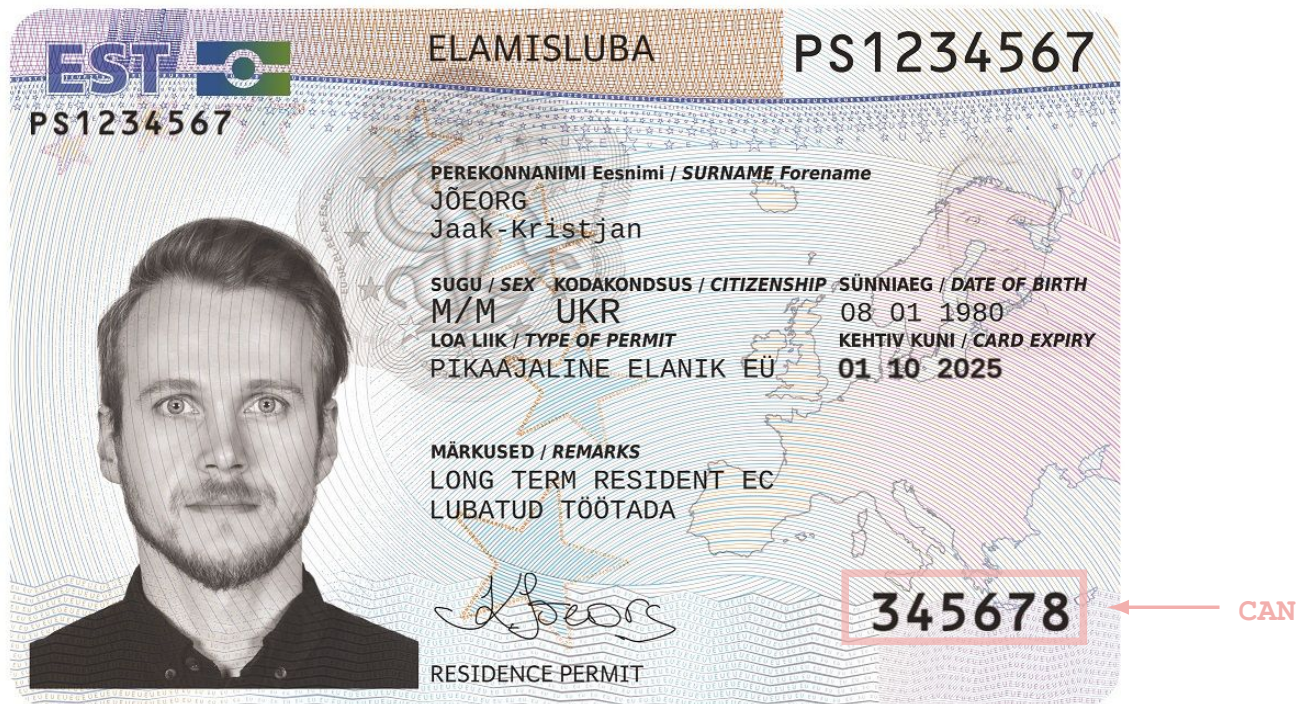 EST
ELAMISLUBA
PS1234567
PS1234567
PEREKONNANIMI Eesnimi / SURNAME Forename
JÕEORG
Jaak-Kristjan
SUGU / SEX KODAKONDSUS / CITIZENSHIP SÜNNIAEG / DATE OF BIRTH
M/M UKR 08 01 1980
LOA LIIK / TYPE OF PERMIT KEHTIV KUNI / CARD EXPIRY
PIKAAJALINE ELANIK EÜ 01 10 2025
MÄRKUSED / REMARKS
LONG TERM RESIDENT EC
LUBATUD TÖÖTADA
345678
CAN
RESIDENCE PERMIT